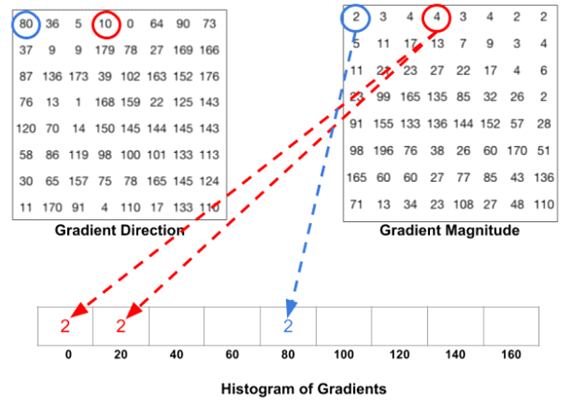 80 36 5 10 0 64 90 73
37 9 9 179 78 27 169 166
87 136 173 39 102 163 152 176
76 13 1 168 159 22 125 143
120 70 14 150 145 144 145 143
58 86 119 98 100 101 133 113
30 65 157 75 78 165 145 124
11 170 91 4 110 17 133 110
Gradient Direction
2 3 4 4 3 4 2 2
5 11 17 13 7 9 3 4
11 21 23 27 22 17 4 6
23 99 165 135 85 32 26 2
91 155 133 136 144 152 57 28
98 196 76 38 26 60 170 51
165 60 60 27 77 85 43 136
71 13 34 23 108 27 48 110
Gradient Magnitude
2 2 2
0 20 40 60 80 100 120 140 160
Histogram of Gradients